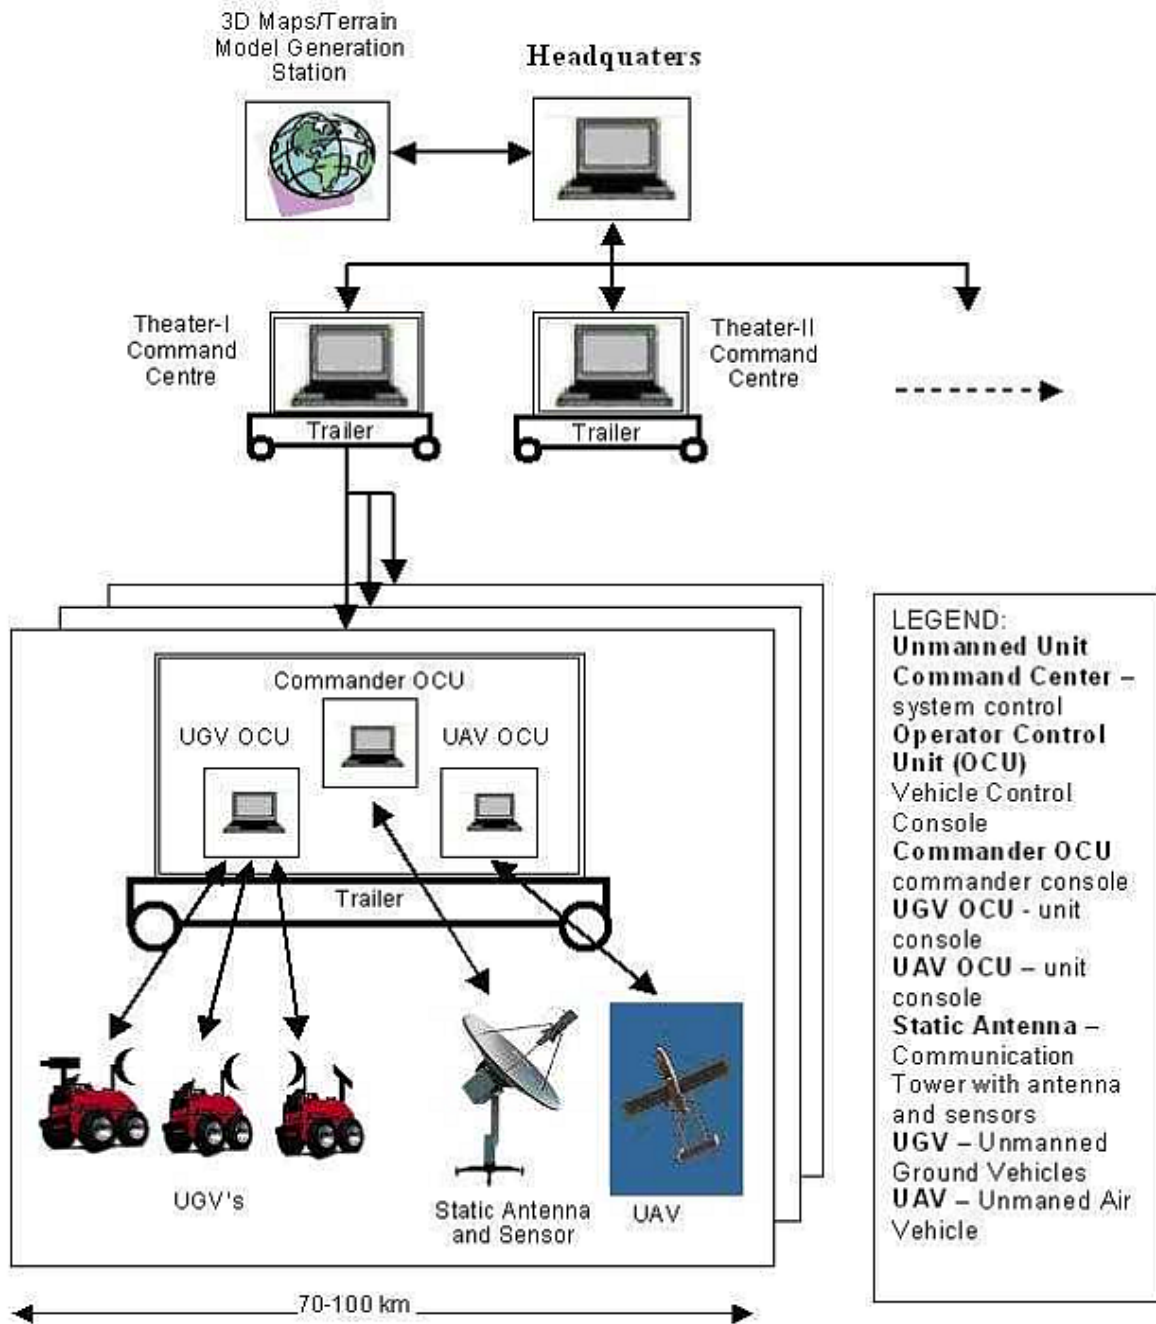 3D Maps/Terrain
Model Generation
Station
Headquaters
Theater-I
Command
Centre
Trailer
Theater-II
Command
Centre
Trailer
Commander OCU
UGV OCU
UAV OCU
Trailer
UGV's
Static Antenna
and Sensor
UAV
70-100 km
LEGEND:
Unmanned Unit
Command Center –
system control
Operator Control
Unit (OCU)
Vehicle Control
Console
Commander OCU
commander console
UGV OCU - unit
console
UAV OCU – unit
console
Static Antenna –
Communication
Tower with antenna
and sensors
UGV – Unmanned
Ground Vehicles
UAV – Unmaned Air
Vehicle